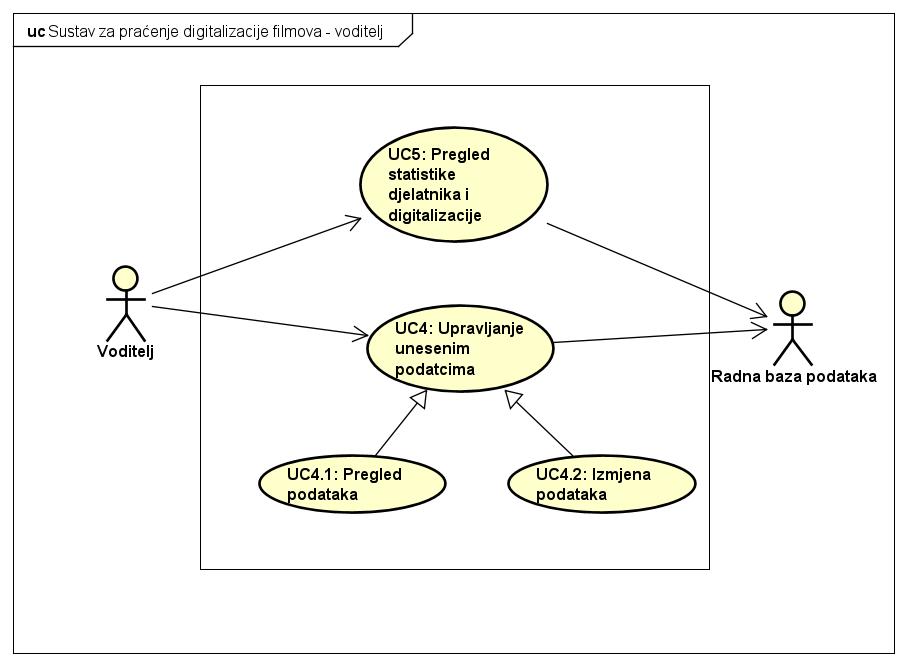 uc Sustav za praćenje digitalizacije filmova - voditelj
UC5: Pregled
statistike
djelatnika i
digitalizacije
Voditelj
UC4: Upravljanje
unesenim
podatcima
Radna baza podataka
UC4.1: Pregled
podataka
UC4.2: Izmjena
podataka